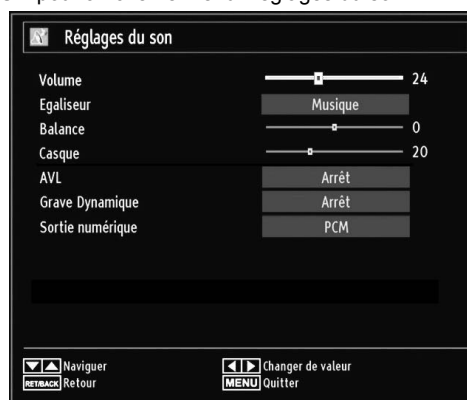 Réglages du son
Volume 24
Egaliseur Musique
Balance 0
Casque 20
AVL Arrêt
Grave Dynamique Arrêt
Sortie numérique PCM
Naviguer Changer de valeur
RET/BACK Retour MENU Quitter